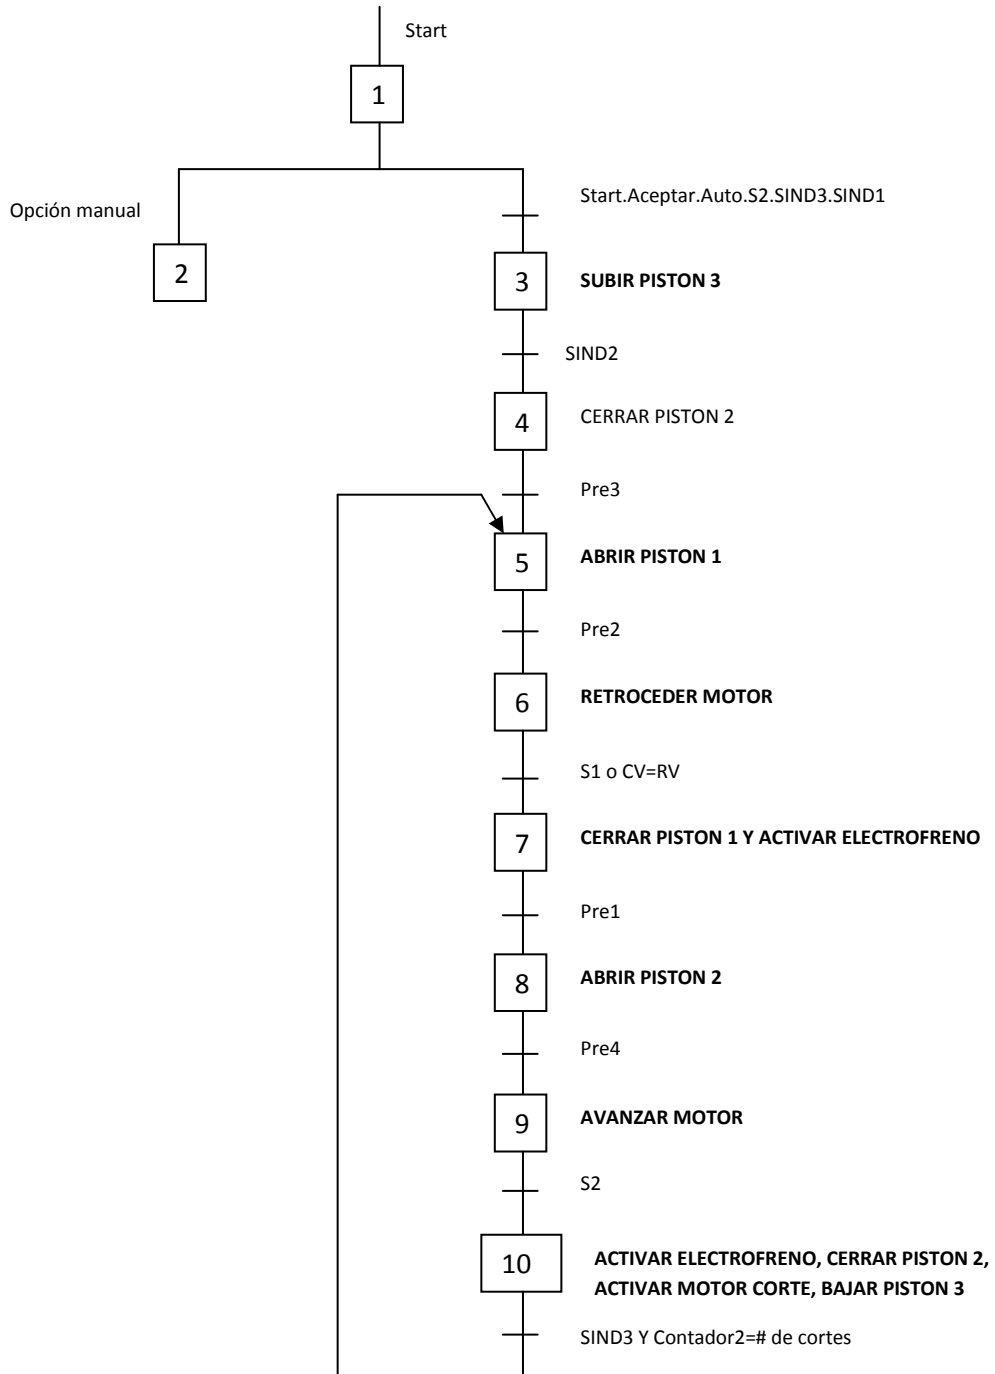 Start
1
Start.Aceptar.Auto.S2.SIND3.SIND1
Opción manual
2
3
SUBIR PISTON 3
SIND2
4
CERRAR PISTON 2
Pre3
5
ABRIR PISTON 1
Pre2
6
RETROCEDER MOTOR
S1 o CV=RV
7
CERRAR PISTON 1 Y ACTIVAR ELECTROFRENO
Pre1
8
ABRIR PISTON 2
Pre4
9
AVANZAR MOTOR
S2
10
ACTIVAR ELECTROFRENO, CERRAR PISTON 2,
ACTIVAR MOTOR CORTE, BAJAR PISTON 3
SIND3 Y Contador2=# de cortes